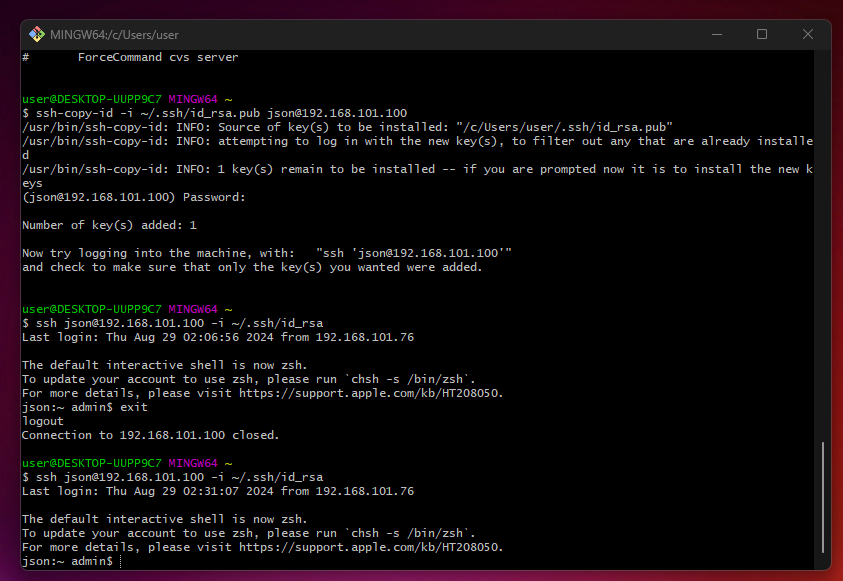 MINGW64:/c/Users/user
#       ForceCommand cvs server
user@DESKTOP-UUPP9C7 MINGW64 ~
$ ssh-copy-id -i ~/.ssh/id_rsa.pub json@192.168.101.100
/usr/bin/ssh-copy-id: INFO: Source of key(s) to be installed: "/c/Users/user/.ssh/id_rsa.pub"
/usr/bin/ssh-copy-id: INFO: attempting to log in with the new key(s), to filter out any that are already installe
d
/usr/bin/ssh-copy-id: INFO: 1 key(s) remain to be installed -- if you are prompted now it is to install the new k
eys
(json@192.168.101.100) Password:
Number of key(s) added: 1
Now try logging into the machine, with:   "ssh 'json@192.168.101.100'"
and check to make sure that only the key(s) you wanted were added.
user@DESKTOP-UUPP9C7 MINGW64 ~
$ ssh json@192.168.101.100 -i ~/.ssh/id_rsa
Last login: Thu Aug 29 02:06:56 2024 from 192.168.101.76
The default interactive shell is now zsh.
To update your account to use zsh, please run `chsh -s /bin/zsh`.
For more details, please visit https://support.apple.com/kb/HT208050.
json:~ admin$ exit
logout
Connection to 192.168.101.100 closed.
user@DESKTOP-UUPP9C7 MINGW64 ~
$ ssh json@192.168.101.100 -i ~/.ssh/id_rsa
Last login: Thu Aug 29 02:31:07 2024 from 192.168.101.76
The default interactive shell is now zsh.
To update your account to use zsh, please run `chsh -s /bin/zsh`.
For more details, please visit https://support.apple.com/kb/HT208050.
json:~ admin$